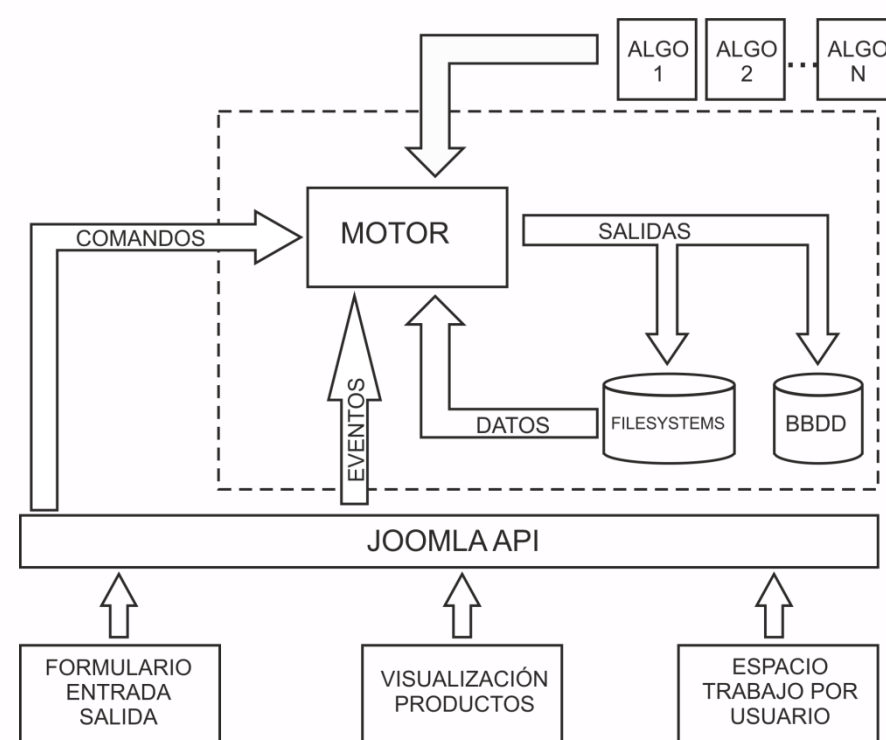 ALGO
1
ALGO
2
...
ALGO
N
MOTOR
COMANDOS
SALIDAS
EVENTOS
DATOS
FILESYSTEMS
BBDD
JOOMLA API
FORMULARIO
ENTRADA
SALIDA
VISUALIZACIÓN
PRODUCTOS
ESPACIO
TRABAJO POR
USUARIO